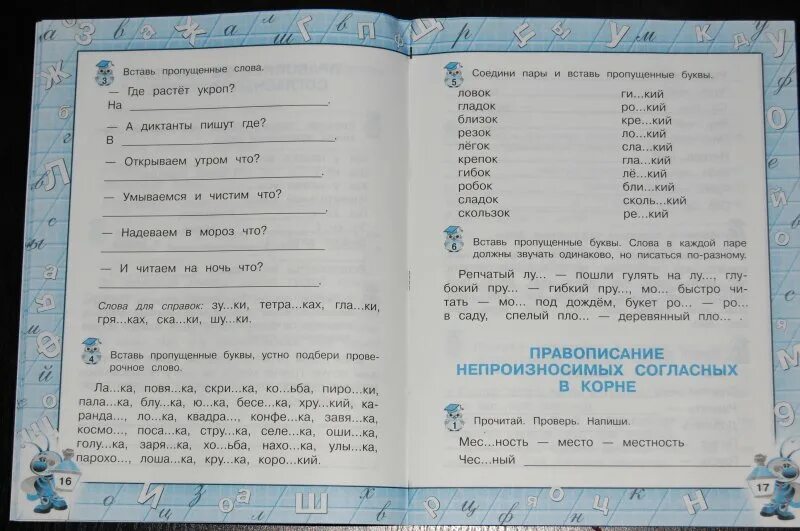 3 Вставь пропущенные слова.
— Где растёт укроп?
На
— А диктанты пишут где?
В
— Открываем утром что?
— Умываемся и чистим что?
— Надеваем в мороз что?
— И читаем на ночь что?
Слова для справок: зу...ки, тетра...ках, гла...ки,
гря...ках, ска...ки, шу...ки.
4 Вставь пропущенные буквы, устно подбери прове-
рочное слово.
Ла...ка, повя...ка, скри...ка, ко...ьба, пиро...ки,
пала...ка, блу...ка, ю...ка, бесе...ка, хру...кий, ка-
ранда..., ло...ка, квадра..., конфе...ка, завя...ка,
космо..., поса...ка, стру...ка, селе...ка, оши...ка,
голу...ка, заря...ка, хо...ьба, нахо...ка, улы...ка,
парохо..., лоша...ка, кру...ка, коро...кий.
16
5 Соедини пары и вставь пропущенные буквы.
ловок ги...кий
гладок ро...кий
близок кре...кий
резок ло...кий
лёгок сла...кий
крепок гла...кий
гибок лё...кий
робок бли...кий
сладок сколь...кий
скользок ре...кий
6 Вставь пропущенные буквы. Слова в каждой паре
должны звучать одинаково, но писаться по-разному.
Репчатый лу... — пошли гулять на лу..., глу-
бокий пру... — гибкий пру..., мо... быстро чи-
тать — мо... под дождём, букет ро... — ро...
в саду, спелый пло... — деревянный пло... .
ПРАВОПИСАНИЕ
НЕПРОИЗНОСИМЫХ СОГЛАСНЫХ
В КОРНЕ
1 Прочитай. Проверь. Напиши.
Мес...ность — место — местность
Чес...ный
17